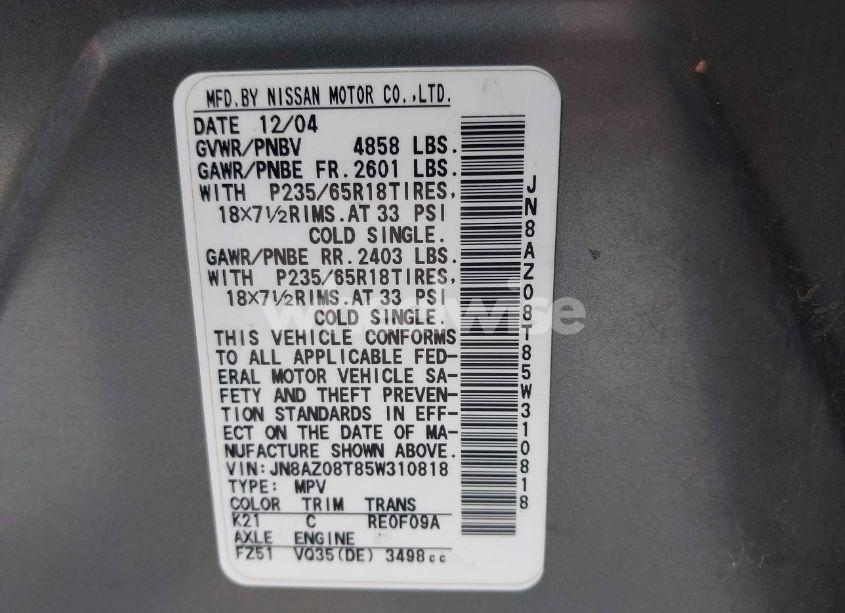 MFD.BY NISSAN MOTOR CO.,LTD.
DATE 12/04
GVWR/PNBV 4858 LBS.
GAWR/PNBE FR.2601 LBS.
WITH P235/65R18TIRES,
18×7½RIMS.AT 33 PSI
COLD SINGLE.
GAWR/PNBE RR.2403 LBS.
WITH P235/65R18TIRES,
18×7½RIMS.AT 33 PSI
COLD SINGLE.
THIS VEHICLE CONFORMS
TO ALL APPLICABLE FED-
ERAL MOTOR VEHICLE SA-
FETY AND THEFT PREVEN-
TION STANDARDS IN EFF-
ECT ON THE DATE OF MA-
NUFACTURE SHOWN ABOVE.
VIN:JN8AZ08T85W310818
TYPE: MPV
COLOR TRIM TRANS
K21 C RE0F09A
AXLE ENGINE
FZ51 VQ35(DE) 3498cc
JN8AZ08T85W310818